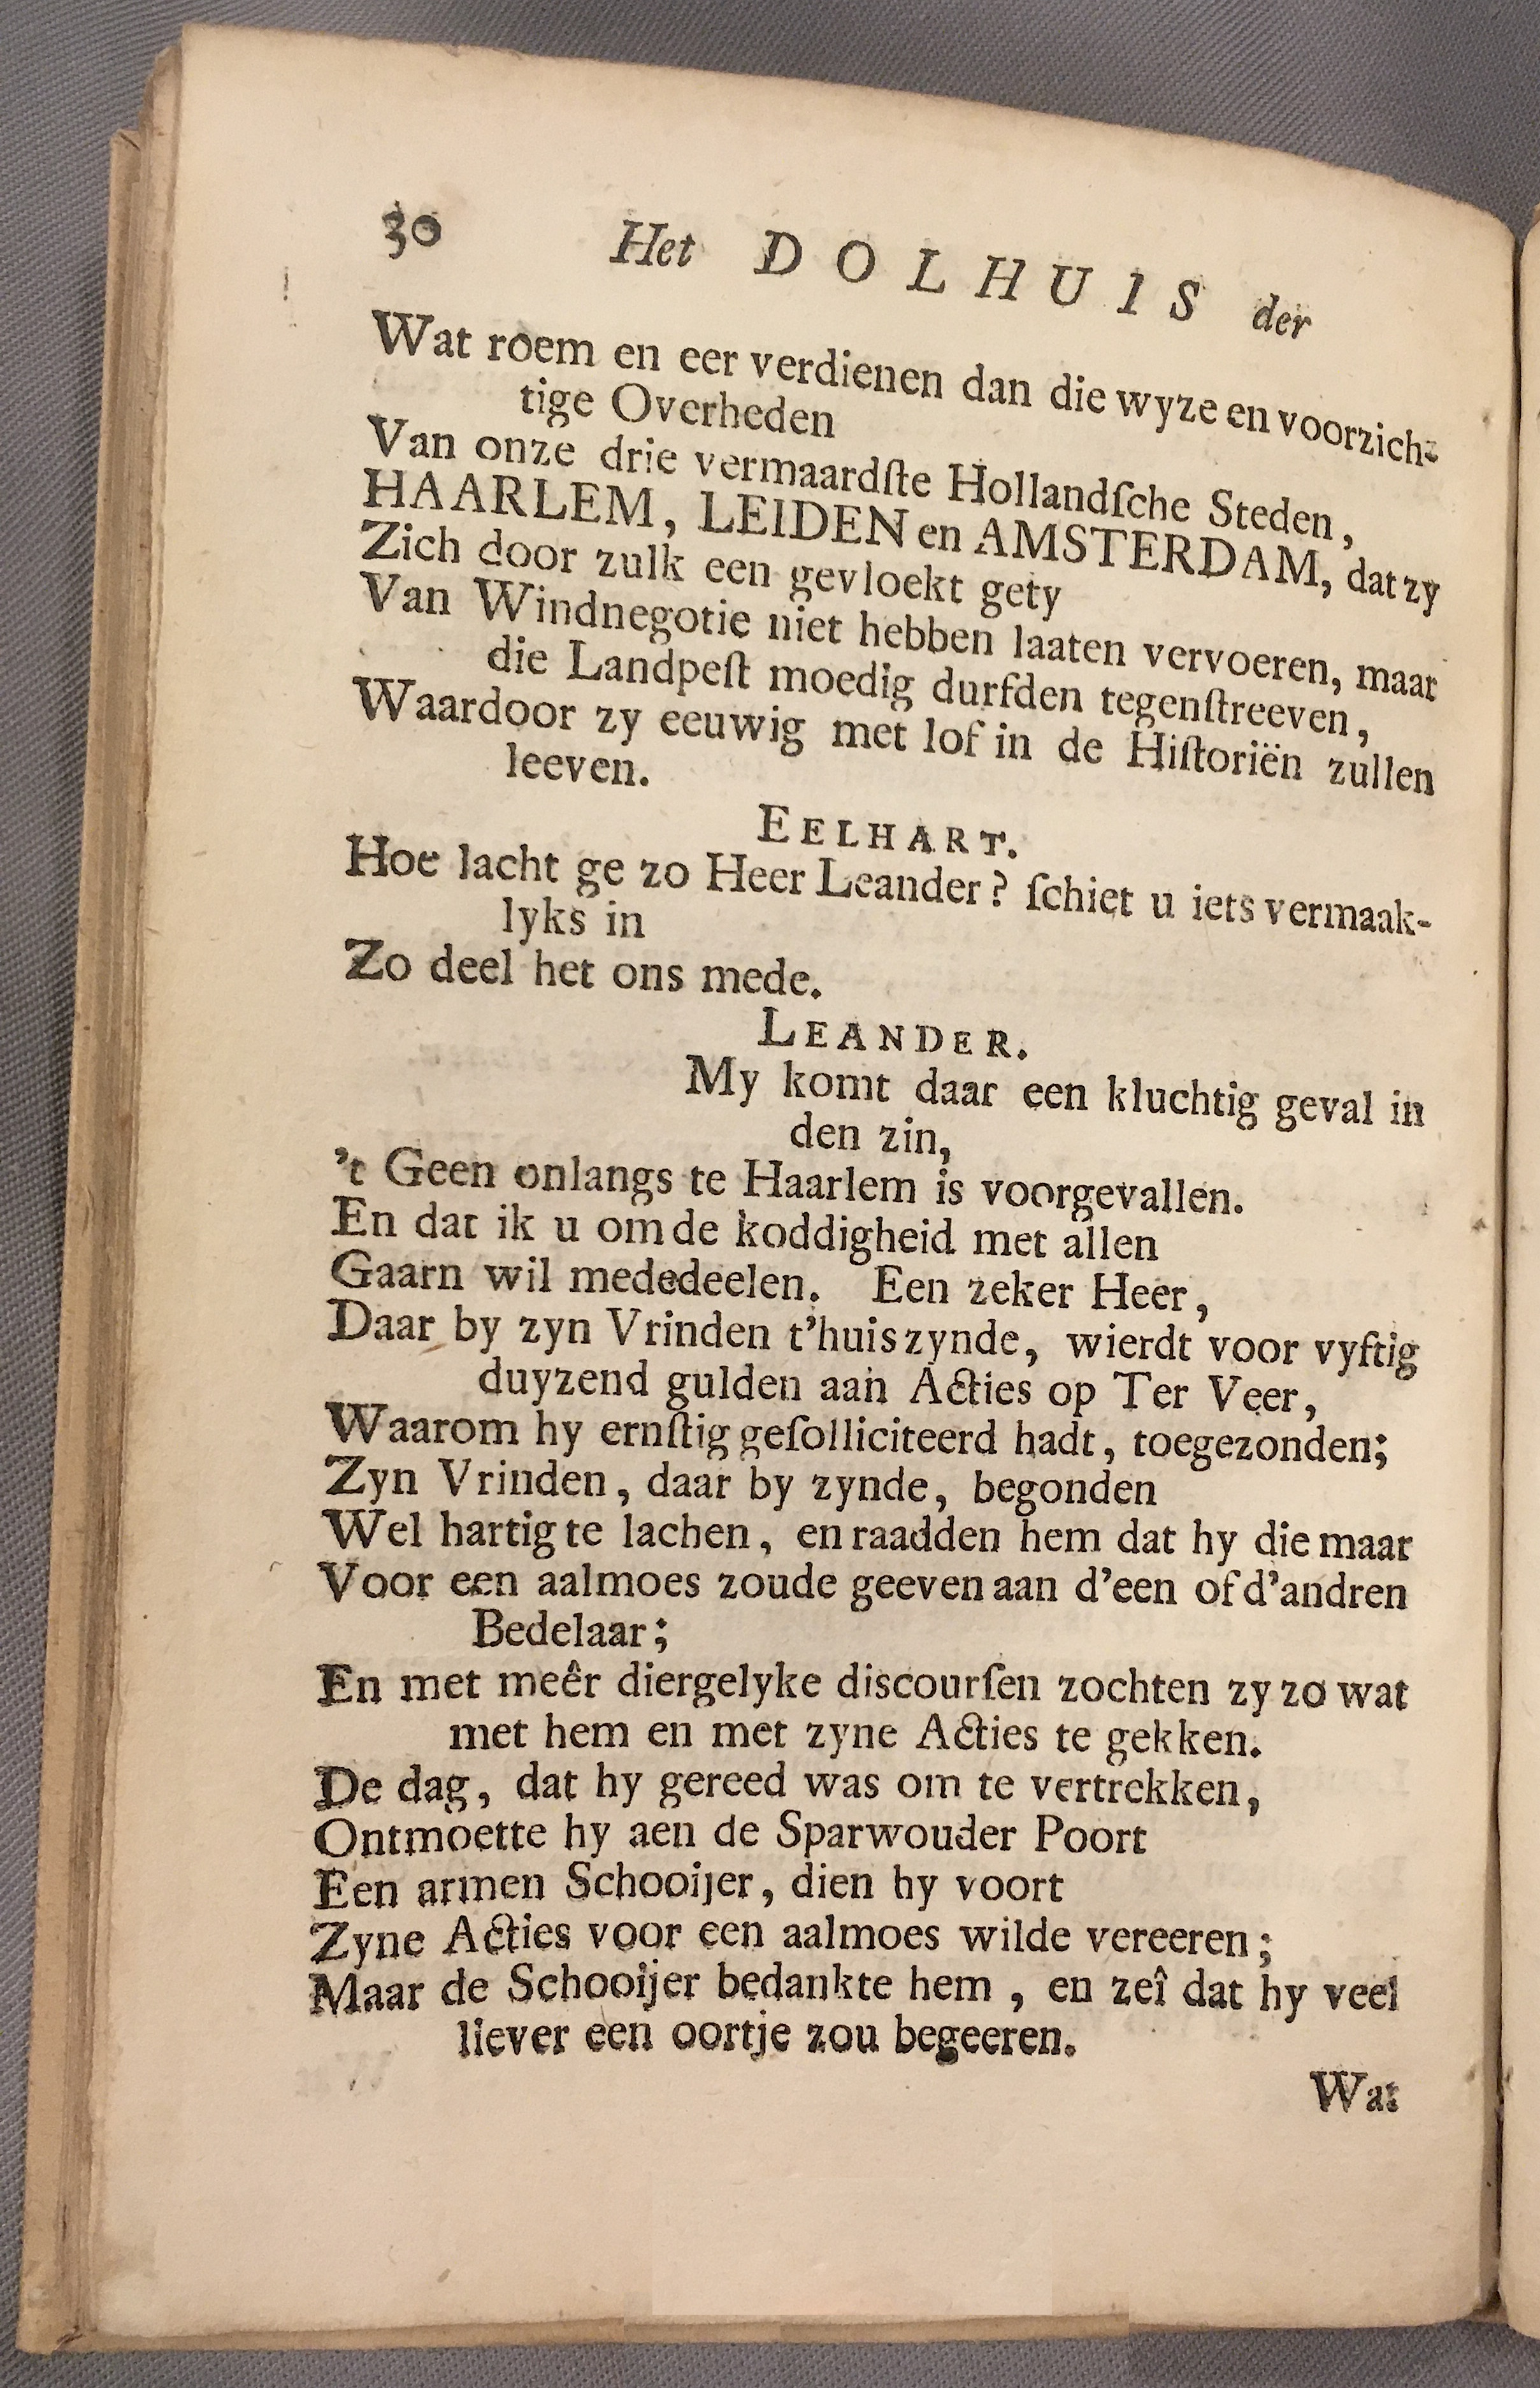 30 Het DOLHUIS der
Wat roem en eer verdienen dan die wyze en voorzich-
tige Overheden
Van onze drie vermaardſte Hollandſche Steden,
HAARLEM, LEIDEN en AMSTERDAM, dat zy
Zich door zulk een gevloekt gety
Van Windnegotie niet hebben laaten vervoeren, maar
die Landpeſt moedig durfden tegenſtreeven,
Waardoor zy eeuwig met lof in de Hiſtoriën zullen
leeven.
EELHART.
Hoe lacht ge zo Heer Leander? ſchiet u iets vermaak-
lyks in
Zo deel het ons mede.
LEANDER.
My komt daar een kluchtig geval in
den zin,
't Geen onlangs te Haarlem is voorgevallen.
En dat ik u om de koddigheid met allen
Gaarn wil mededeelen. Een zeker Heer,
Daar by zyn Vrinden t'huis zynde, wierdt voor vyftig
duyzend gulden aan Acties op Ter Veer,
Waarom hy ernſtig geſolliciteerd hadt, toegezonden;
Zyn Vrinden, daar by zynde, begonden
Wel hartig te lachen, en raadden hem dat hy die maar
Voor een aalmoes zoude geeven aan d'een of d'andren
Bedelaar;
En met meêr diergelyke discourſen zochten zy zo wat
met hem en met zyne Acties te gekken.
De dag, dat hy gereed was om te vertrekken,
Ontmoette hy aen de Sparwouder Poort
Een armen Schooijer, dien hy voort
Zyne Acties voor een aalmoes wilde vereeren;
Maar de Schooijer bedankte hem, en zeî dat hy veel
liever een oortje zou begeeren.
Wat